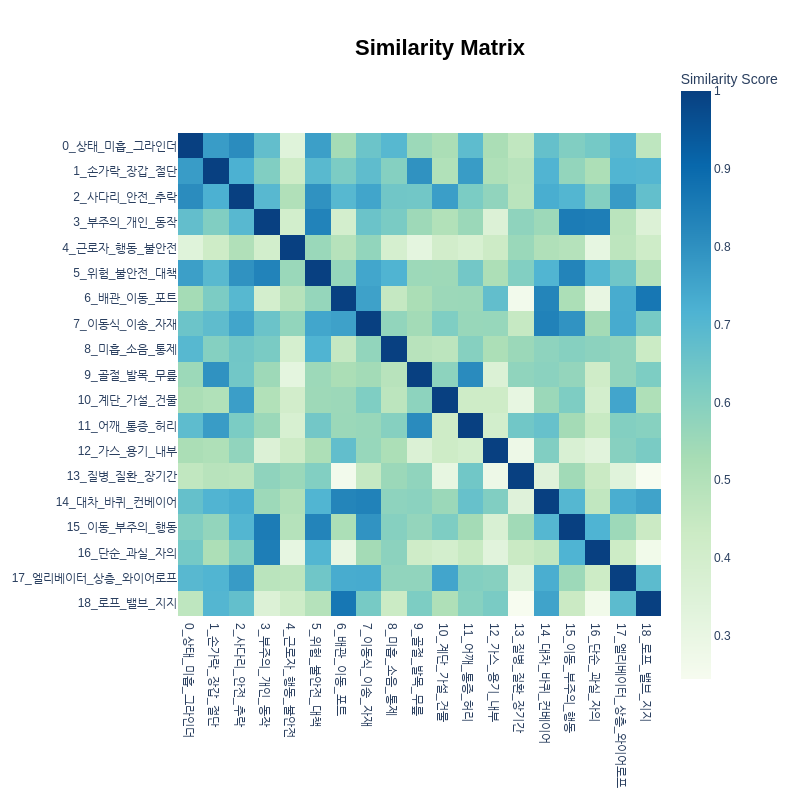 Similarity Matrix
Similarity Score
1
0.9
0.8
0.7
0.6
0.5
0.4
0.3
0_상태_미흡_그라인더
1_손가락_장갑_절단
2_사다리_안전_추락
3_부주의_개인_동작
4_근로자_행동_불안전
5_위험_불안전_대책
6_배관_이동_포트
7_이동식_이송_자재
8_미흡_소음_통제
9_골절_발목_무릎
10_계단_가설_건물
11_어깨_통증_허리
12_가스_용기_내부
13_질병_질환_장기간
14_대차_바퀴_컨베이어
15_이동_부주의_행동
16_단순_과실_자의
17_엘리베이터_상층_와이어로프
18_로프_밸브_지지
0_상태_미흡_그라인더
1_손가락_장갑_절단
2_사다리_안전_추락
3_부주의_개인_동작
4_근로자_행동_불안전
5_위험_불안전_대책
6_배관_이동_포트
7_이동식_이송_자재
8_미흡_소음_통제
9_골절_발목_무릎
10_계단_가설_건물
11_어깨_통증_허리
12_가스_용기_내부
13_질병_질환_장기간
14_대차_바퀴_컨베이어
15_이동_부주의_행동
16_단순_과실_자의
17_엘리베이터_상층_와이어로프
18_로프_밸브_지지